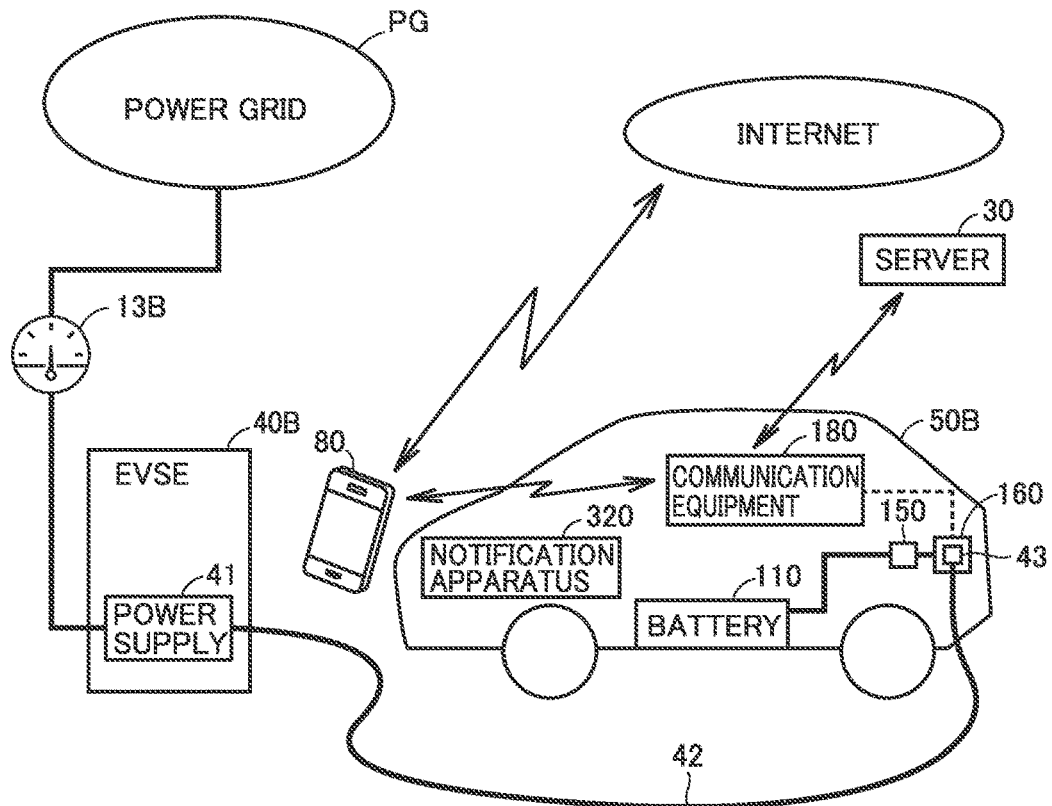 PG
POWER GRID
INTERNET
30
SERVER
13B
40B
EVSE
80
50B
180
COMMUNICATION
EQUIPMENT
160
150
320
NOTIFICATION
APPARATUS
43
41
POWER
SUPPLY
110
BATTERY
42